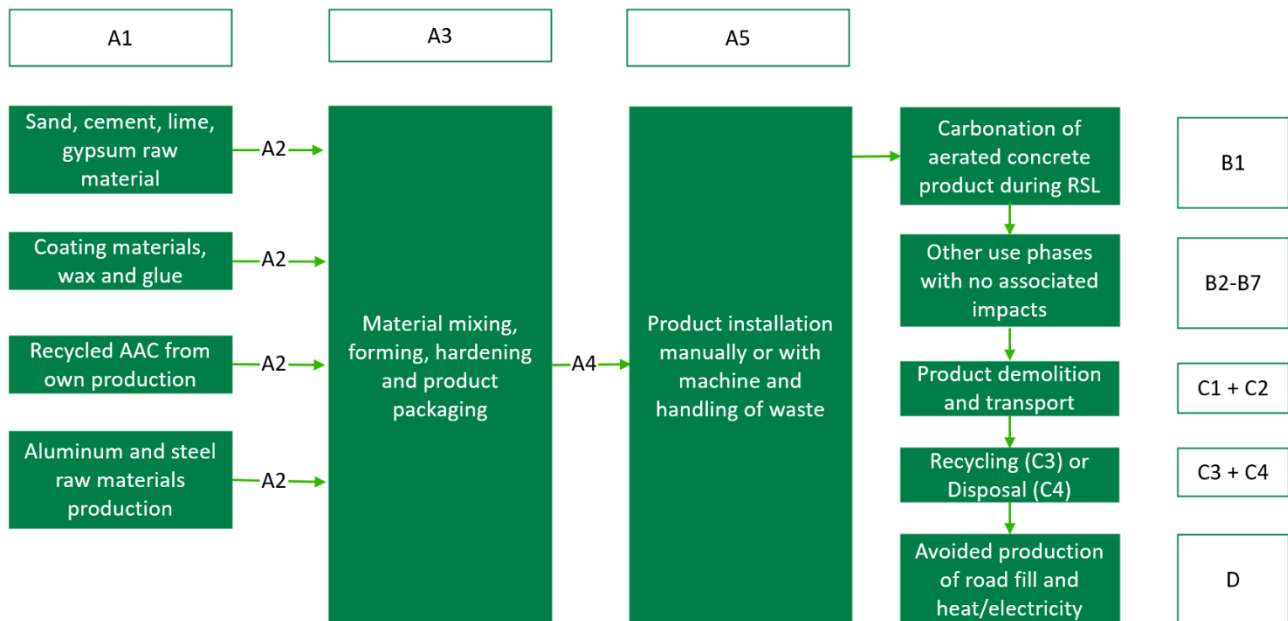 A1
A3
A5
Sand, cement, lime,
gypsum raw
material
A2
Coating materials,
wax and glue
A2
Recycled AAC from
own production
A2
Aluminum and steel
raw materials
production
A2
Material mixing,
forming, hardening
and product
packaging
A4
Product installation
manually or with
machine and
handling of waste
Carbonation of
aerated concrete
product during RSL
B1
Other use phases
with no associated
impacts
B2-B7
Product demolition
and transport
C1 + C2
Recycling (C3) or
Disposal (C4)
C3 + C4
Avoided production
of road fill and
heat/electricity
D